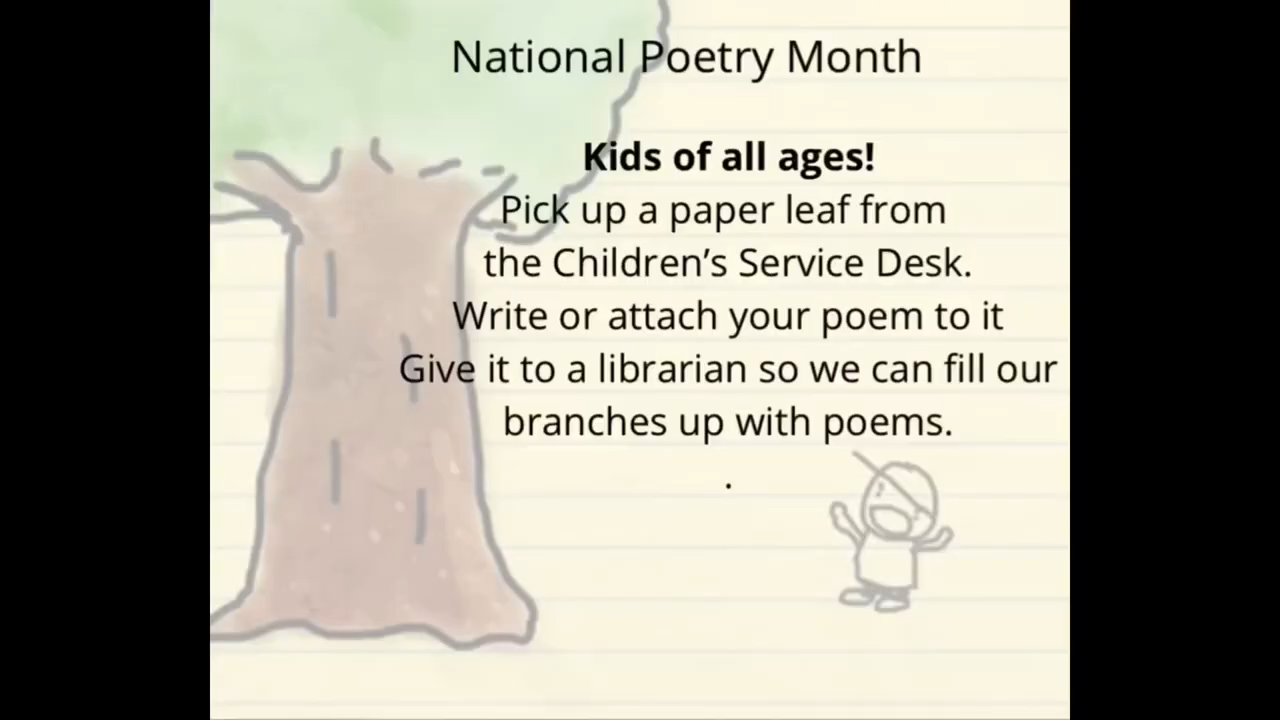 National Poetry Month
Kids of all ages!
Pick up a paper leaf from
the Children’s Service Desk.
Write or attach your poem to it
Give it to a librarian so we can fill our
branches up with poems.
.